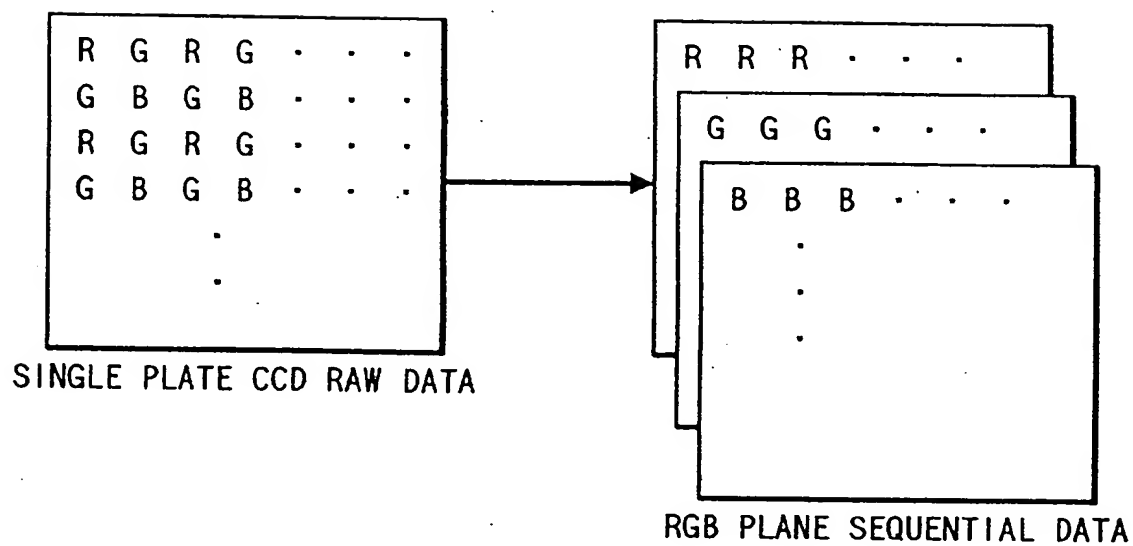 R G R G · · ·
G B G B · · ·
R G R G · · ·
G B G B · · ·
·
·
SINGLE PLATE CCD RAW DATA
R R R · · ·
G G G · · ·
B B B · · ·
·
·
·
RGB PLANE SEQUENTIAL DATA